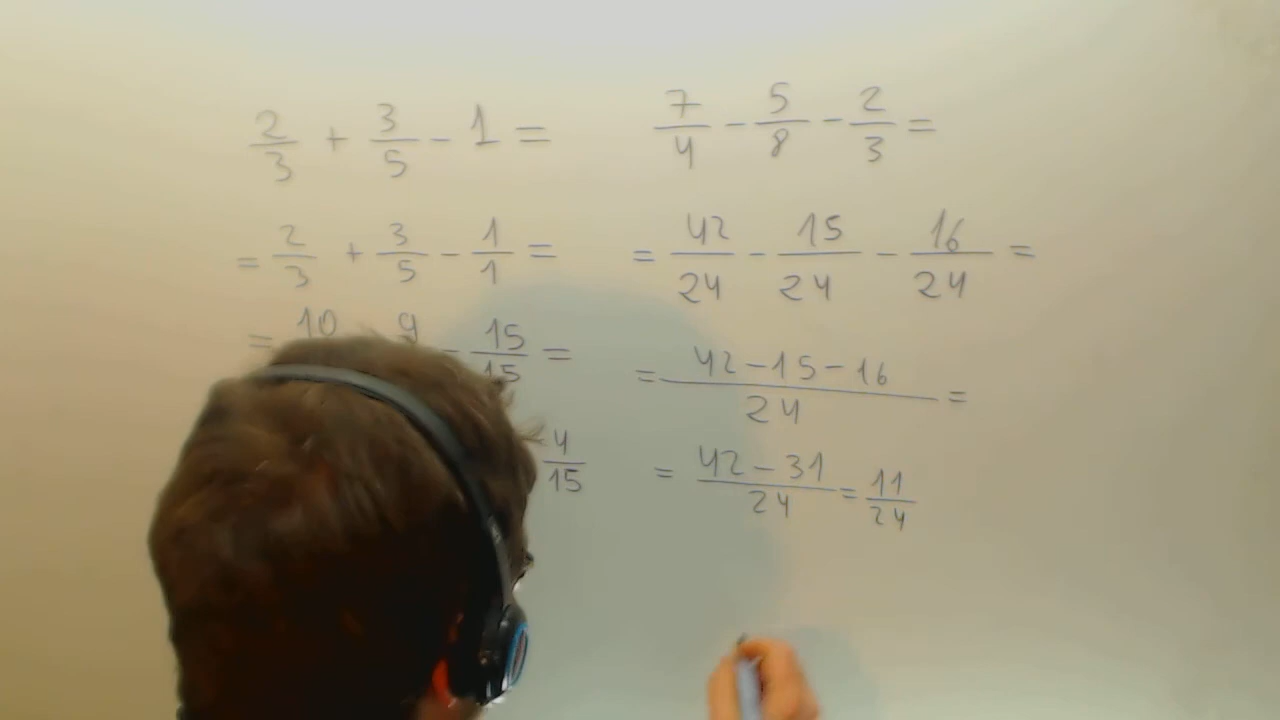 2/3 + 3/5 - 1 =
= 2/3 + 3/5 - 1/1 =
= 10 9 - 15/15 =
4/15
7/4 - 5/8 - 2/3 =
= 42/24 - 15/24 - 16/24 =
= 42-15-16/24 =
= 42-31/24 = 11/24